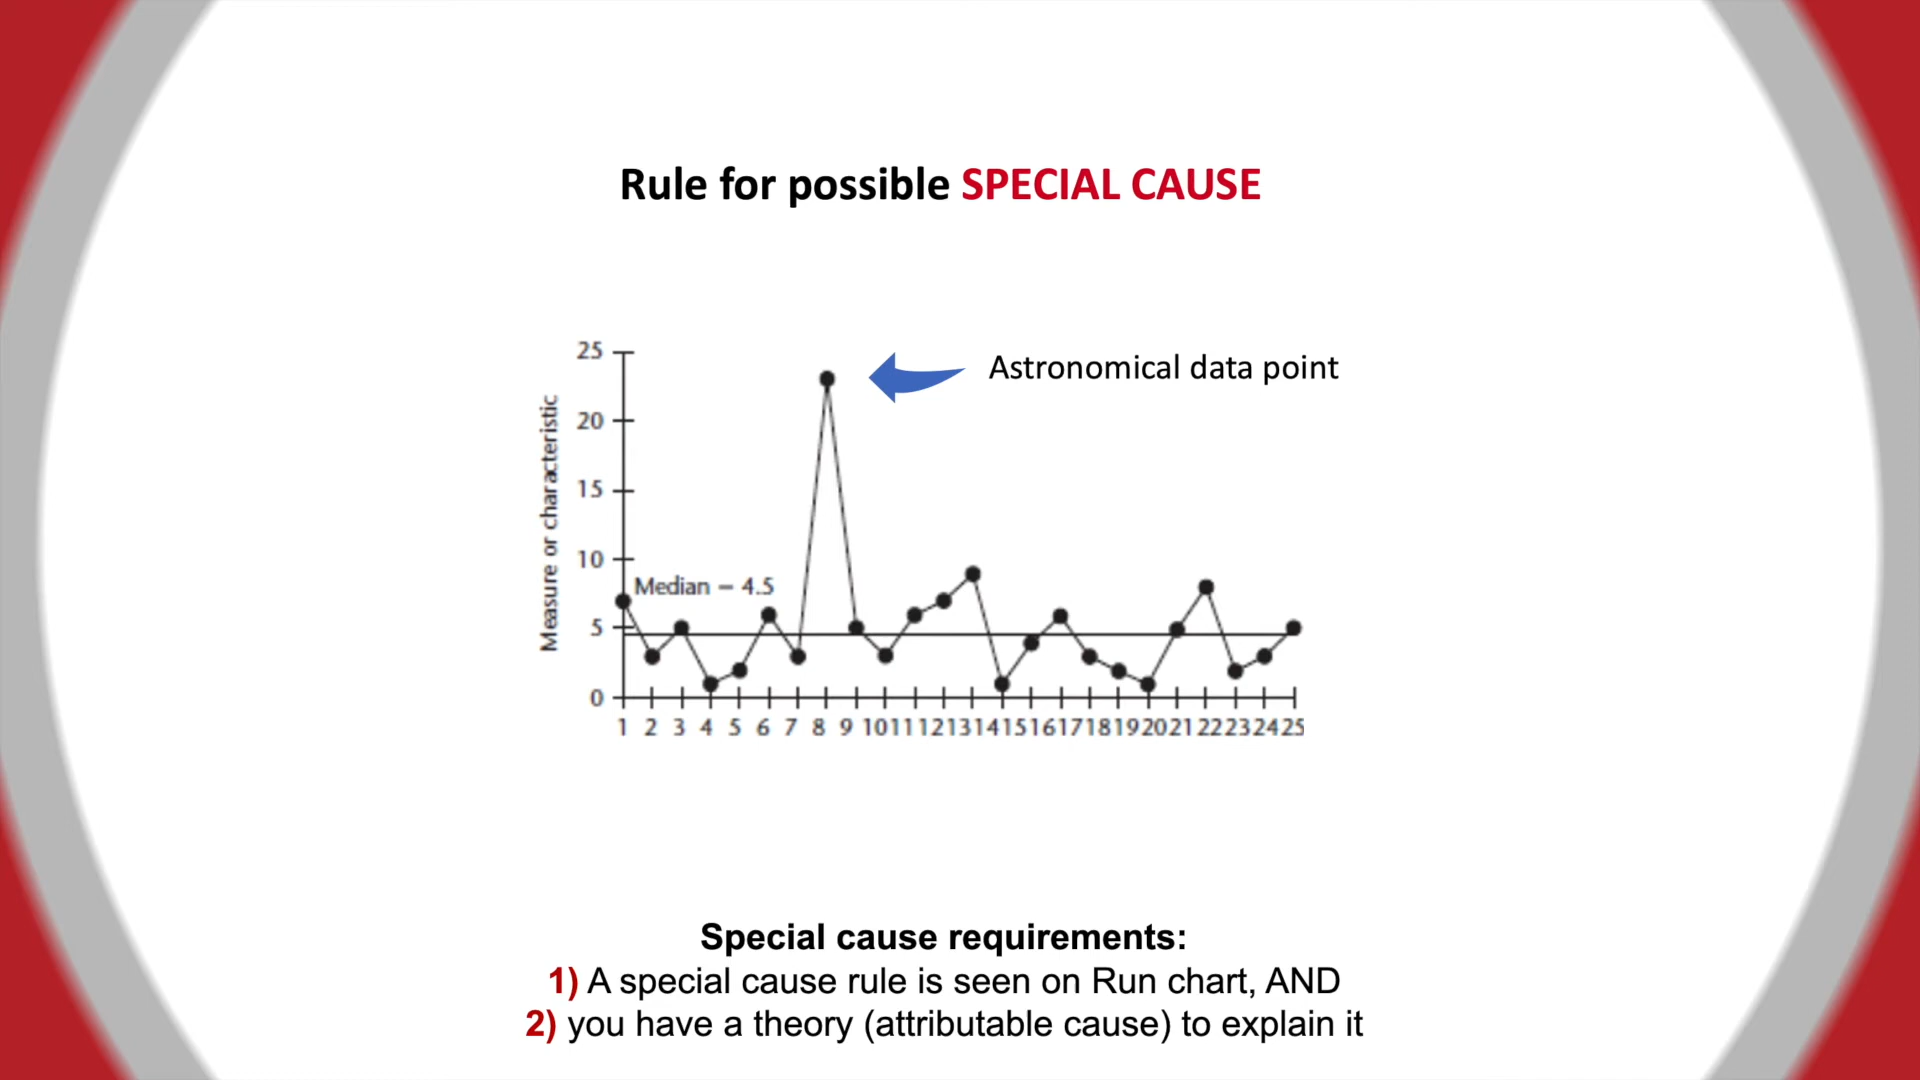 Rule for possible SPECIAL CAUSE
25
Astronomical data point
20
15
10
5
0
Measure or characteristic
Median – 4.5
1 2 3 4 5 6 7 8 9 10 11 12 13 14 15 16 17 18 19 20 21 22 23 24 25
Special cause requirements:
1) A special cause rule is seen on Run chart, AND
2) you have a theory (attributable cause) to explain it